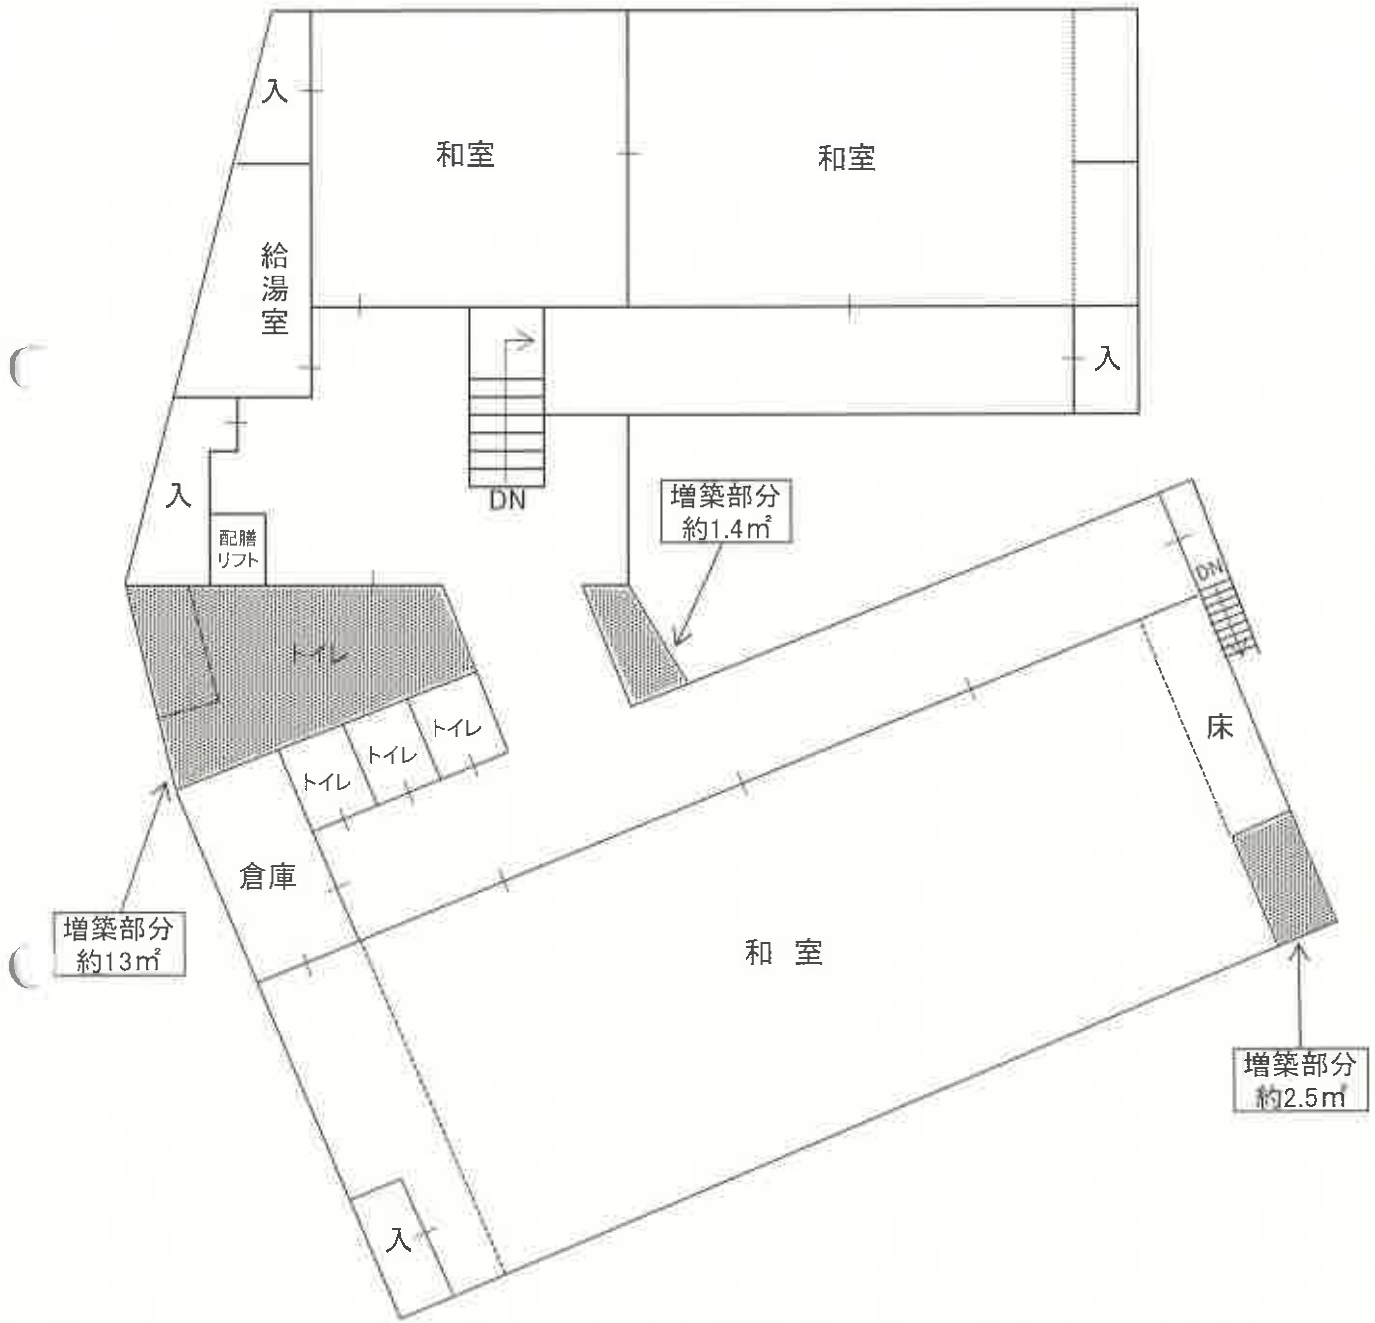 入
和室
和室
給湯室
入
入
DN
配膳
リフト
増築部分
約1.4㎡
DN
トイレ
トイレ
トイレ
トイレ
床
倉庫
増築部分
約13㎡
和 室
増築部分
約2.5㎡
入